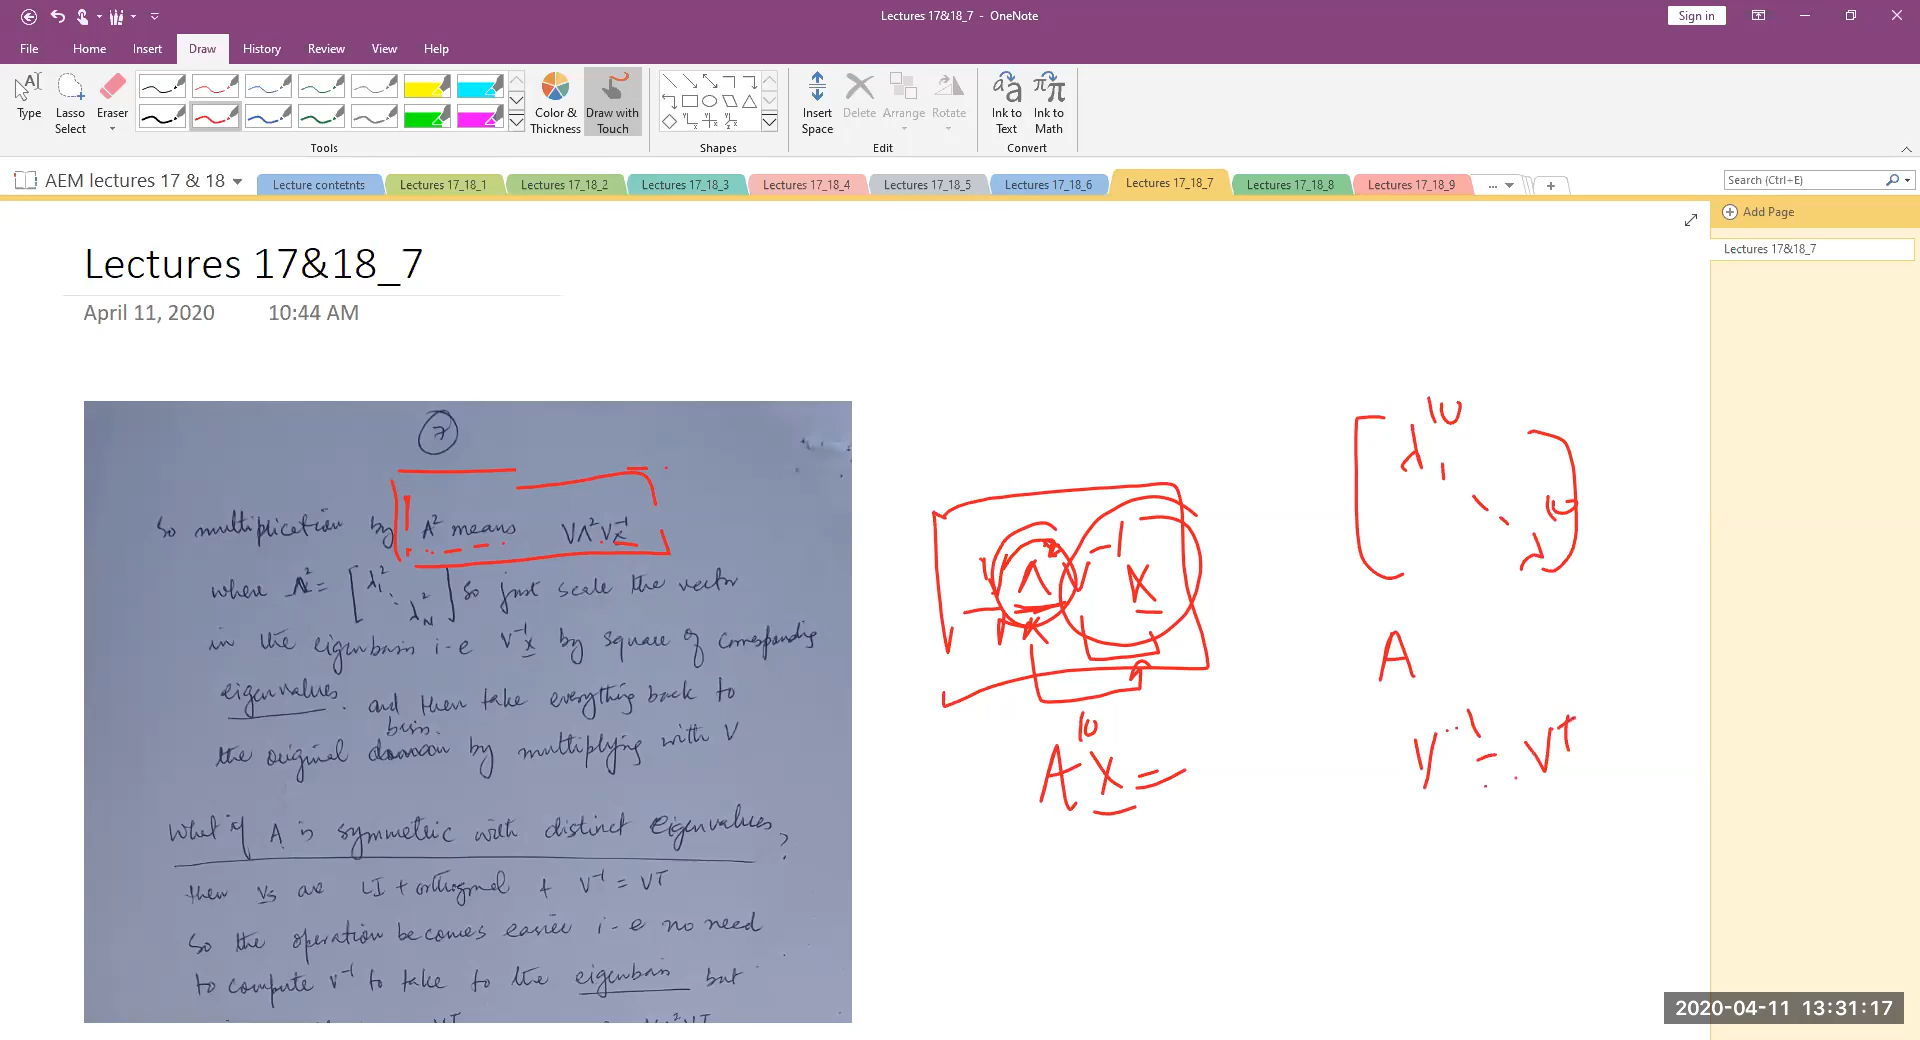 Lectures 17&18_7 - OneNote
Sign in
File Home Insert Draw History Review View Help
Type
Lasso Select
Eraser
Color & Thickness
Draw with Touch
Insert Space
Delete
Arrange
Rotate
Ink to Text
Ink to Math
Tools
Shapes
Edit
Convert
AEM lectures 17 & 18
Lecture contetnts
Lectures 17_18_1
Lectures 17_18_2
Lectures 17_18_3
Lectures 17_18_4
Lectures 17_18_5
Lectures 17_18_6
Lectures 17_18_7
Lectures 17_18_8
Lectures 17_18_9
...
Search (Ctrl+E)
Add Page
Lectures 17&18_7
Lectures 17&18_7
April 11, 2020 10:44 AM
7
So multiplication by A² means VΛ²V⁻¹x
where Λ² = [λ₁² ⋱ λ_N²] so just scale the vector
in the eigenbasis i-e V⁻¹x by square of corresponding
eigenvalues. and then take everything back to
basis.
the original domain by multiplying with V
What if A is symmetric with distinct eigenvalues?
then vs are LI + orthogonal + V⁻¹ = VT
So the operation becomes easier i-e no need
to compute V⁻¹ to take to the eigenbasis but
λ₁¹⁰
λ¹⁰
Λ
V⁻¹ x
A¹⁰ x =
A
V⁻¹ = VT
2020-04-11 13:31:17